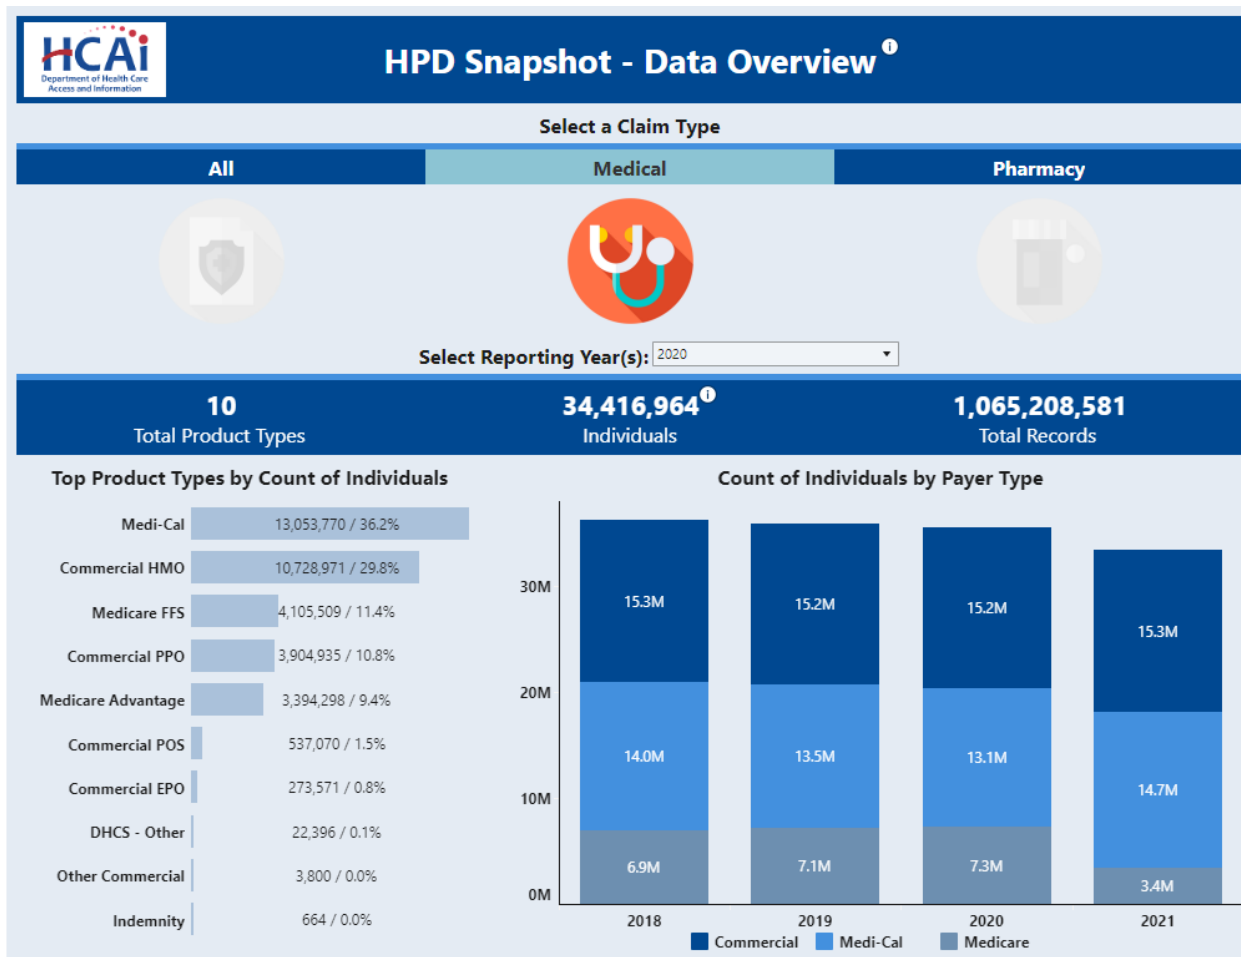 HCAi
Department of Health Care
Access and Information
HPD Snapshot - Data Overview
i
Select a Claim Type
All
Medical
Pharmacy
Select Reporting Year(s):
2020
10
Total Product Types
34,416,964
i
Individuals
1,065,208,581
Total Records
Top Product Types by Count of Individuals
Medi-Cal
13,053,770 / 36.2%
Commercial HMO
10,728,971 / 29.8%
Medicare FFS
4,105,509 / 11.4%
Commercial PPO
3,904,935 / 10.8%
Medicare Advantage
3,394,298 / 9.4%
Commercial POS
537,070 / 1.5%
Commercial EPO
273,571 / 0.8%
DHCS - Other
22,396 / 0.1%
Other Commercial
3,800 / 0.0%
Indemnity
664 / 0.0%
Count of Individuals by Payer Type
30M
20M
10M
0M
15.3M
14.0M
6.9M
15.2M
13.5M
7.1M
15.2M
13.1M
7.3M
15.3M
14.7M
3.4M
2018
2019
2020
2021
Commercial
Medi-Cal
Medicare